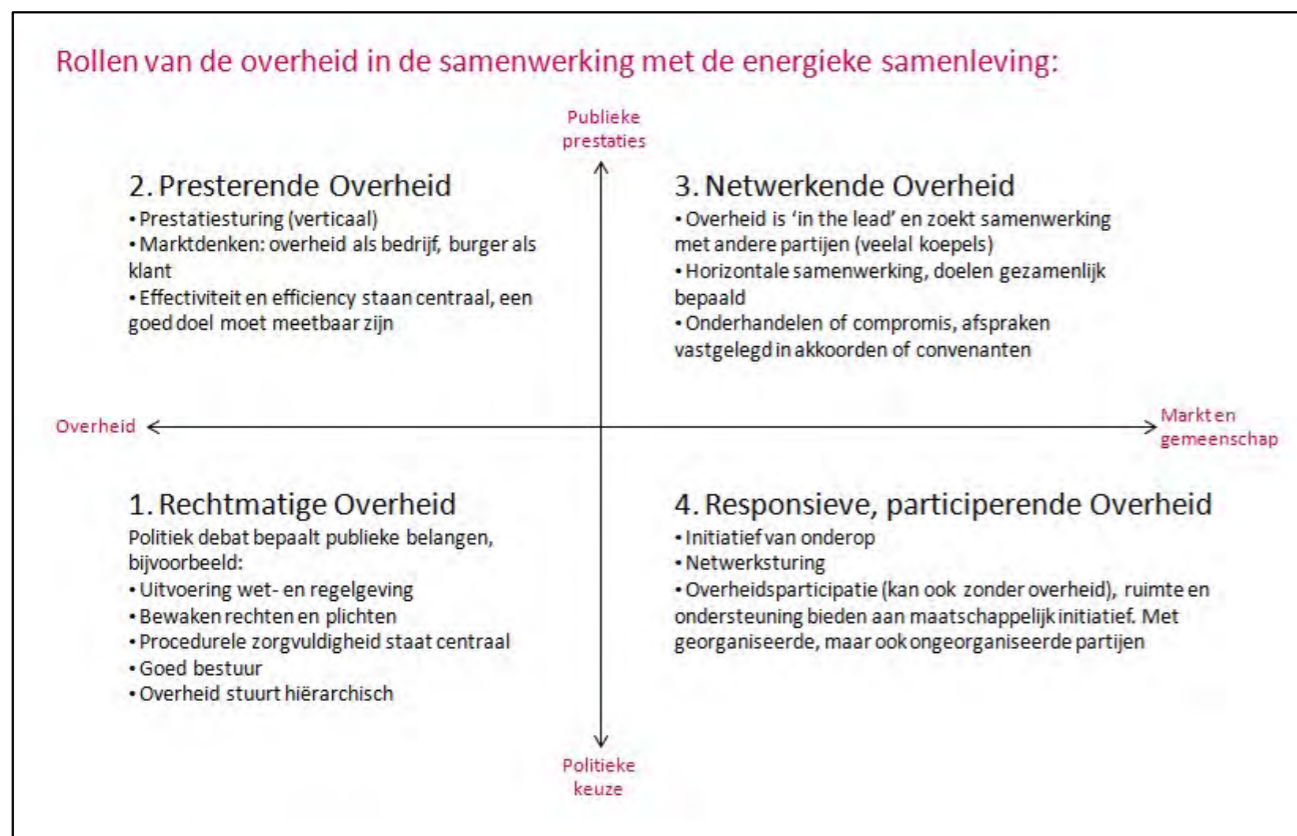 Rollen van de overheid in de samenwerking met de energieke samenleving:
Publieke
prestaties
2. Presterende Overheid
• Prestatiesturing (verticaal)
• Marktdenken: overheid als bedrijf, burger als
klant
• Effectiviteit en efficiency staan centraal, een
goed doel moet meetbaar zijn
3. Netwerkende Overheid
• Overheid is ‘in the lead’ en zoekt samenwerking
met andere partijen (veelal koepels)
• Horizontale samenwerking, doelen gezamenlijk
bepaald
• Onderhandelen of compromis, afspraken
vastgelegd in akkoorden of convenanten
Overheid
Markt en
gemeenschap
1. Rechtmatige Overheid
Politiek debat bepaalt publieke belangen,
bijvoorbeeld:
• Uitvoering wet- en regelgeving
• Bewaken rechten en plichten
• Procedurele zorgvuldigheid staat centraal
• Goed bestuur
• Overheid stuurt hiërarchisch
4. Responsieve, participerende Overheid
• Initiatief van onderop
• Netwerksturing
• Overheidsparticipatie (kan ook zonder overheid), ruimte en
ondersteuning bieden aan maatschappelijk initiatief. Met
georganiseerde, maar ook ongeorganiseerde partijen
Politieke
keuze